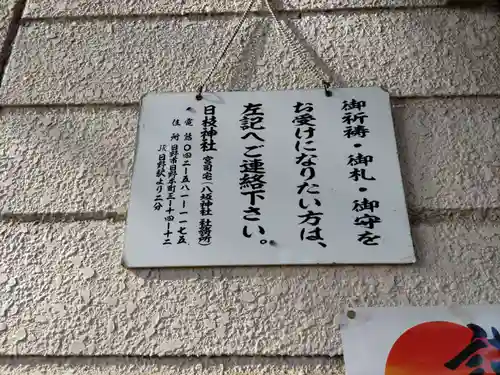 御祈祷・御札・御守を
お受けになりたい方は、
左記へご連絡下さい。
日枝神社 宮司宅(八坂神社 社務所)
電話 〇四二―五八一―一一七五
住所 日野市日野本町三―十四―十二
JR日野駅より二分